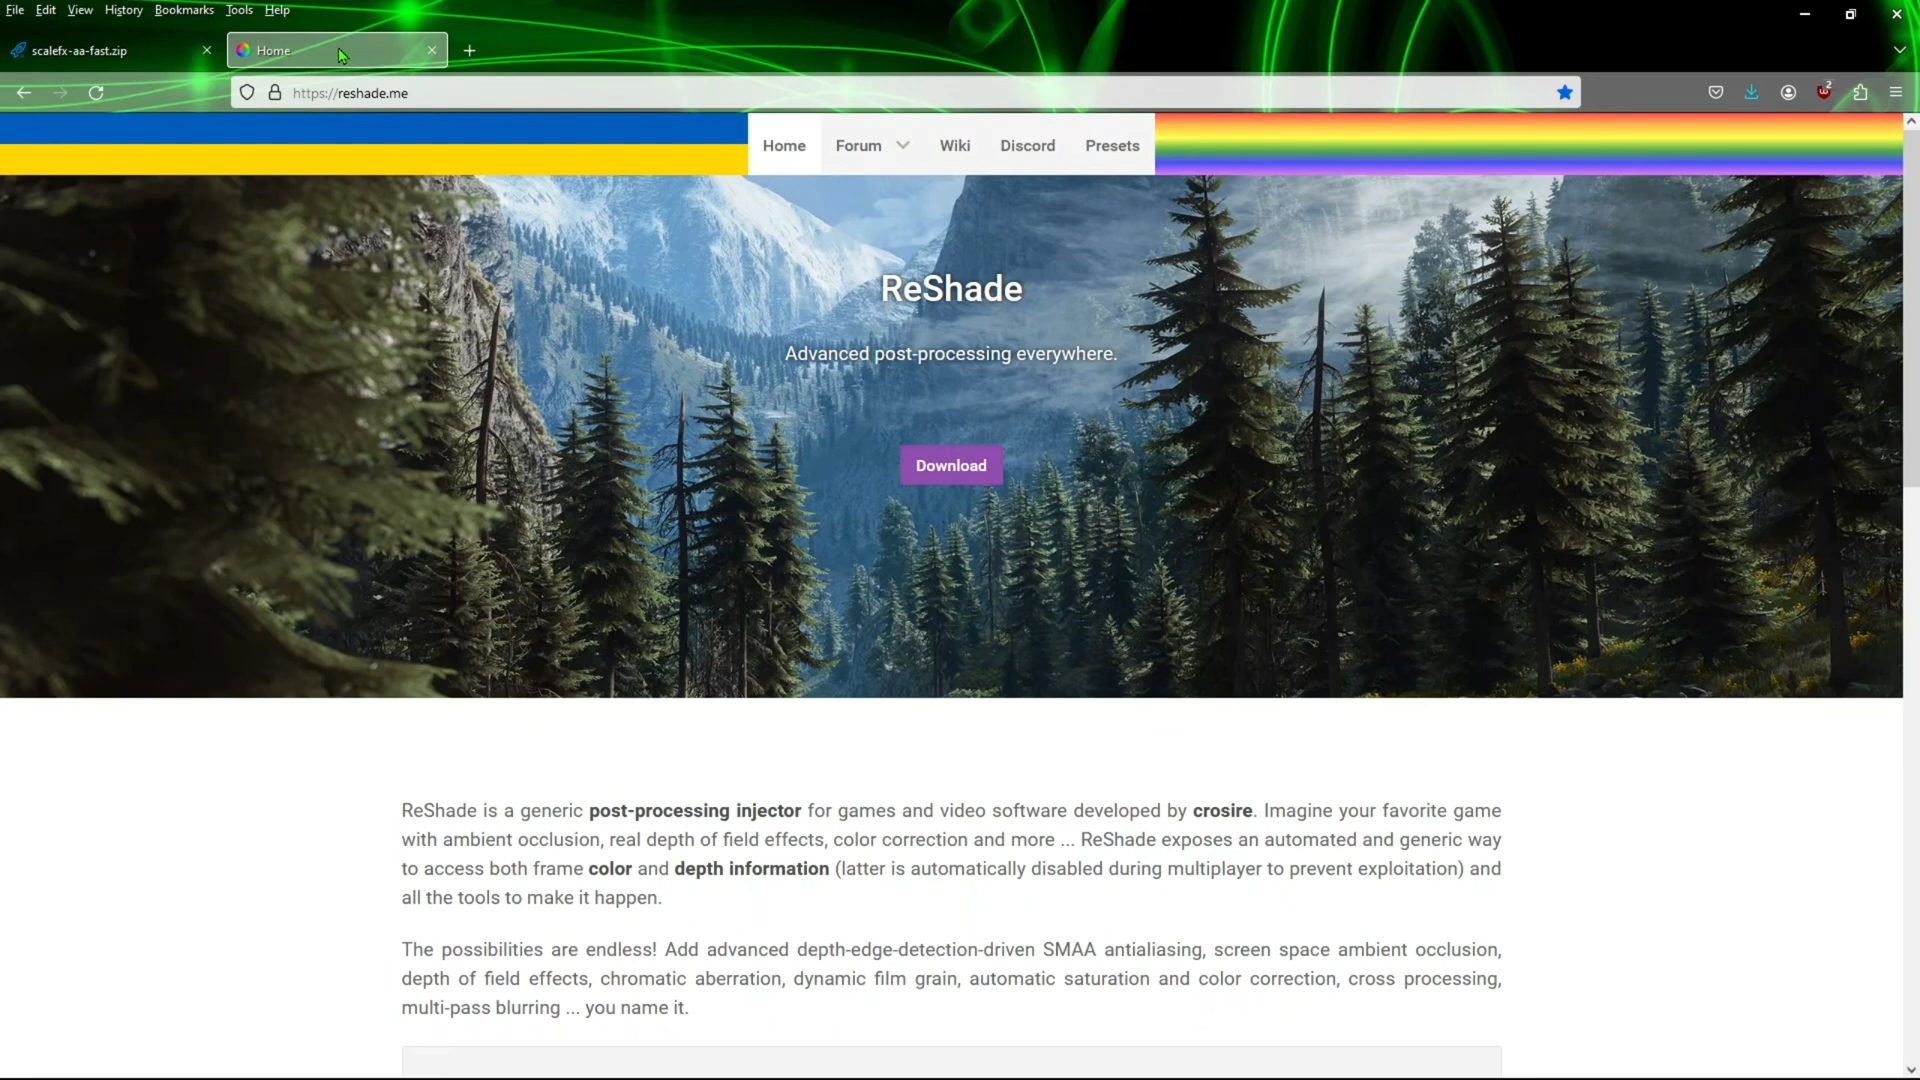 File Edit View History Bookmarks Tools Help
scalefx-aa-fast.zip
Home
https://reshade.me
2
Home Forum Wiki Discord Presets
ReShade
Advanced post-processing everywhere.
Download
ReShade is a generic post-processing injector for games and video software developed by crosire. Imagine your favorite game
with ambient occlusion, real depth of field effects, color correction and more ... ReShade exposes an automated and generic way
to access both frame color and depth information (latter is automatically disabled during multiplayer to prevent exploitation) and
all the tools to make it happen.
The possibilities are endless! Add advanced depth-edge-detection-driven SMAA antialiasing, screen space ambient occlusion,
depth of field effects, chromatic aberration, dynamic film grain, automatic saturation and color correction, cross processing,
multi-pass blurring ... you name it.